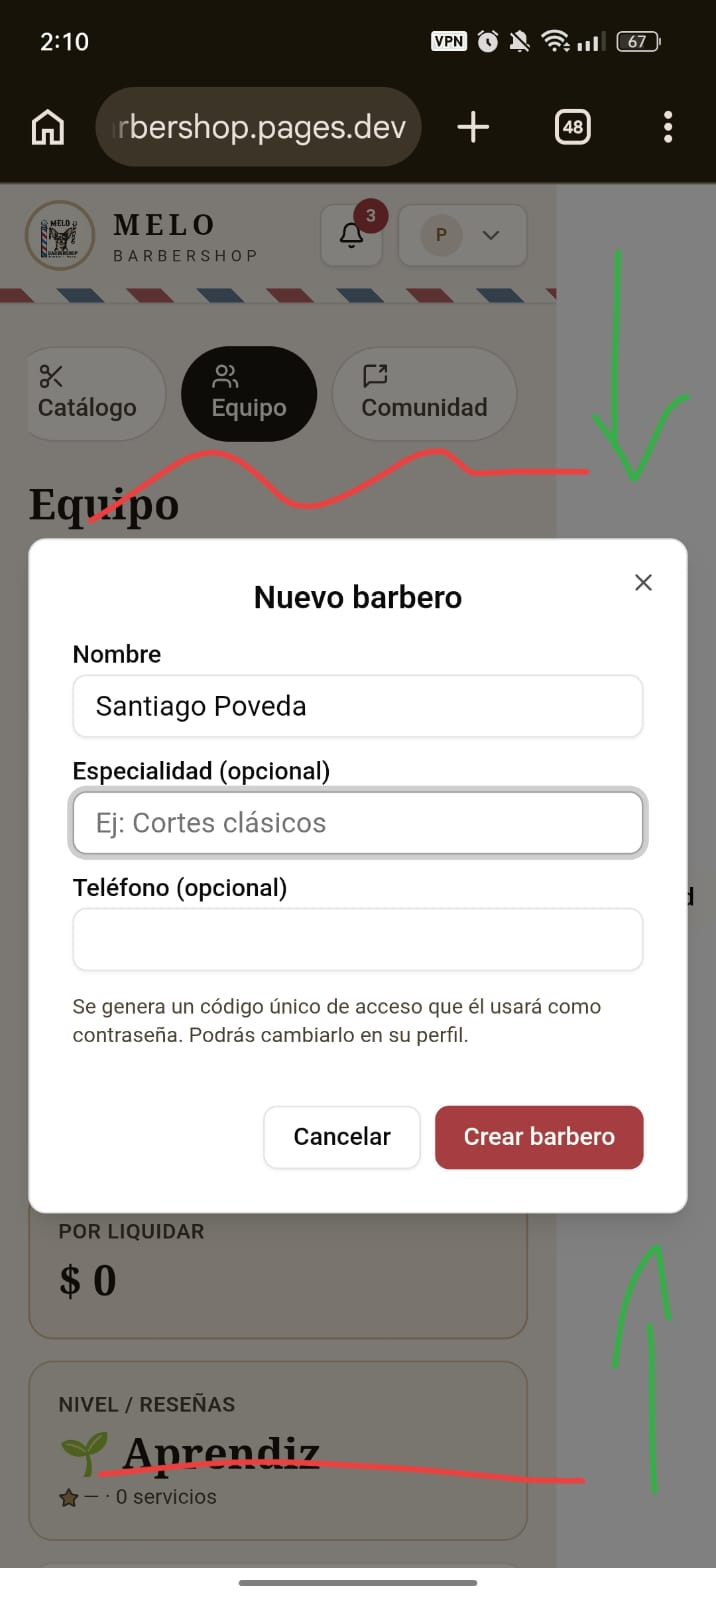 2:10
VPN
67
rbershop.pages.dev
48
MELO
BARBERSHOP
3
P
Catálogo
Equipo
Comunidad
Equipo
Nuevo barbero
Nombre
Santiago Poveda
Especialidad (opcional)
Ej: Cortes clásicos
Teléfono (opcional)
d
Se genera un código único de acceso que él usará como
contraseña. Podrás cambiarlo en su perfil.
Cancelar
Crear barbero
POR LIQUIDAR
$ 0
NIVEL / RESEÑAS
Aprendiz
— · 0 servicios